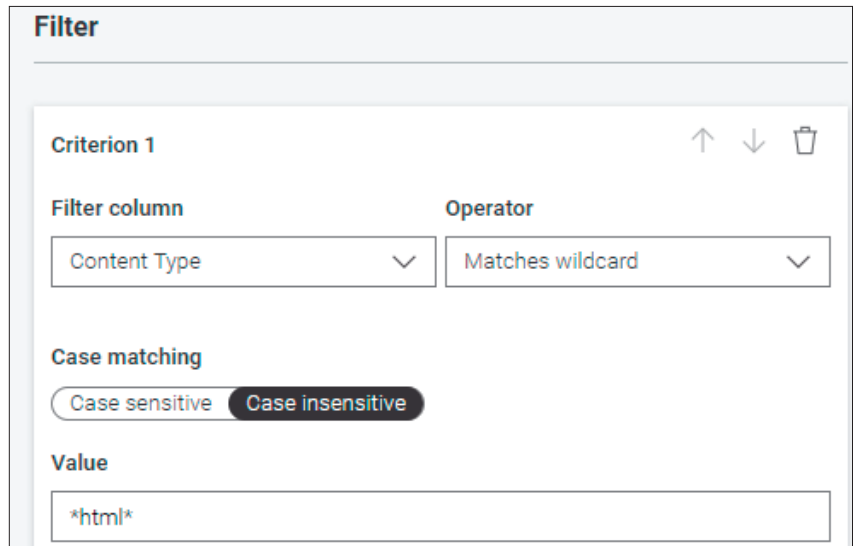 Filter
Criterion 1
Filter column Operator
Content Type Matches wildcard
Case matching
Case sensitive Case insensitive
Value
*html*